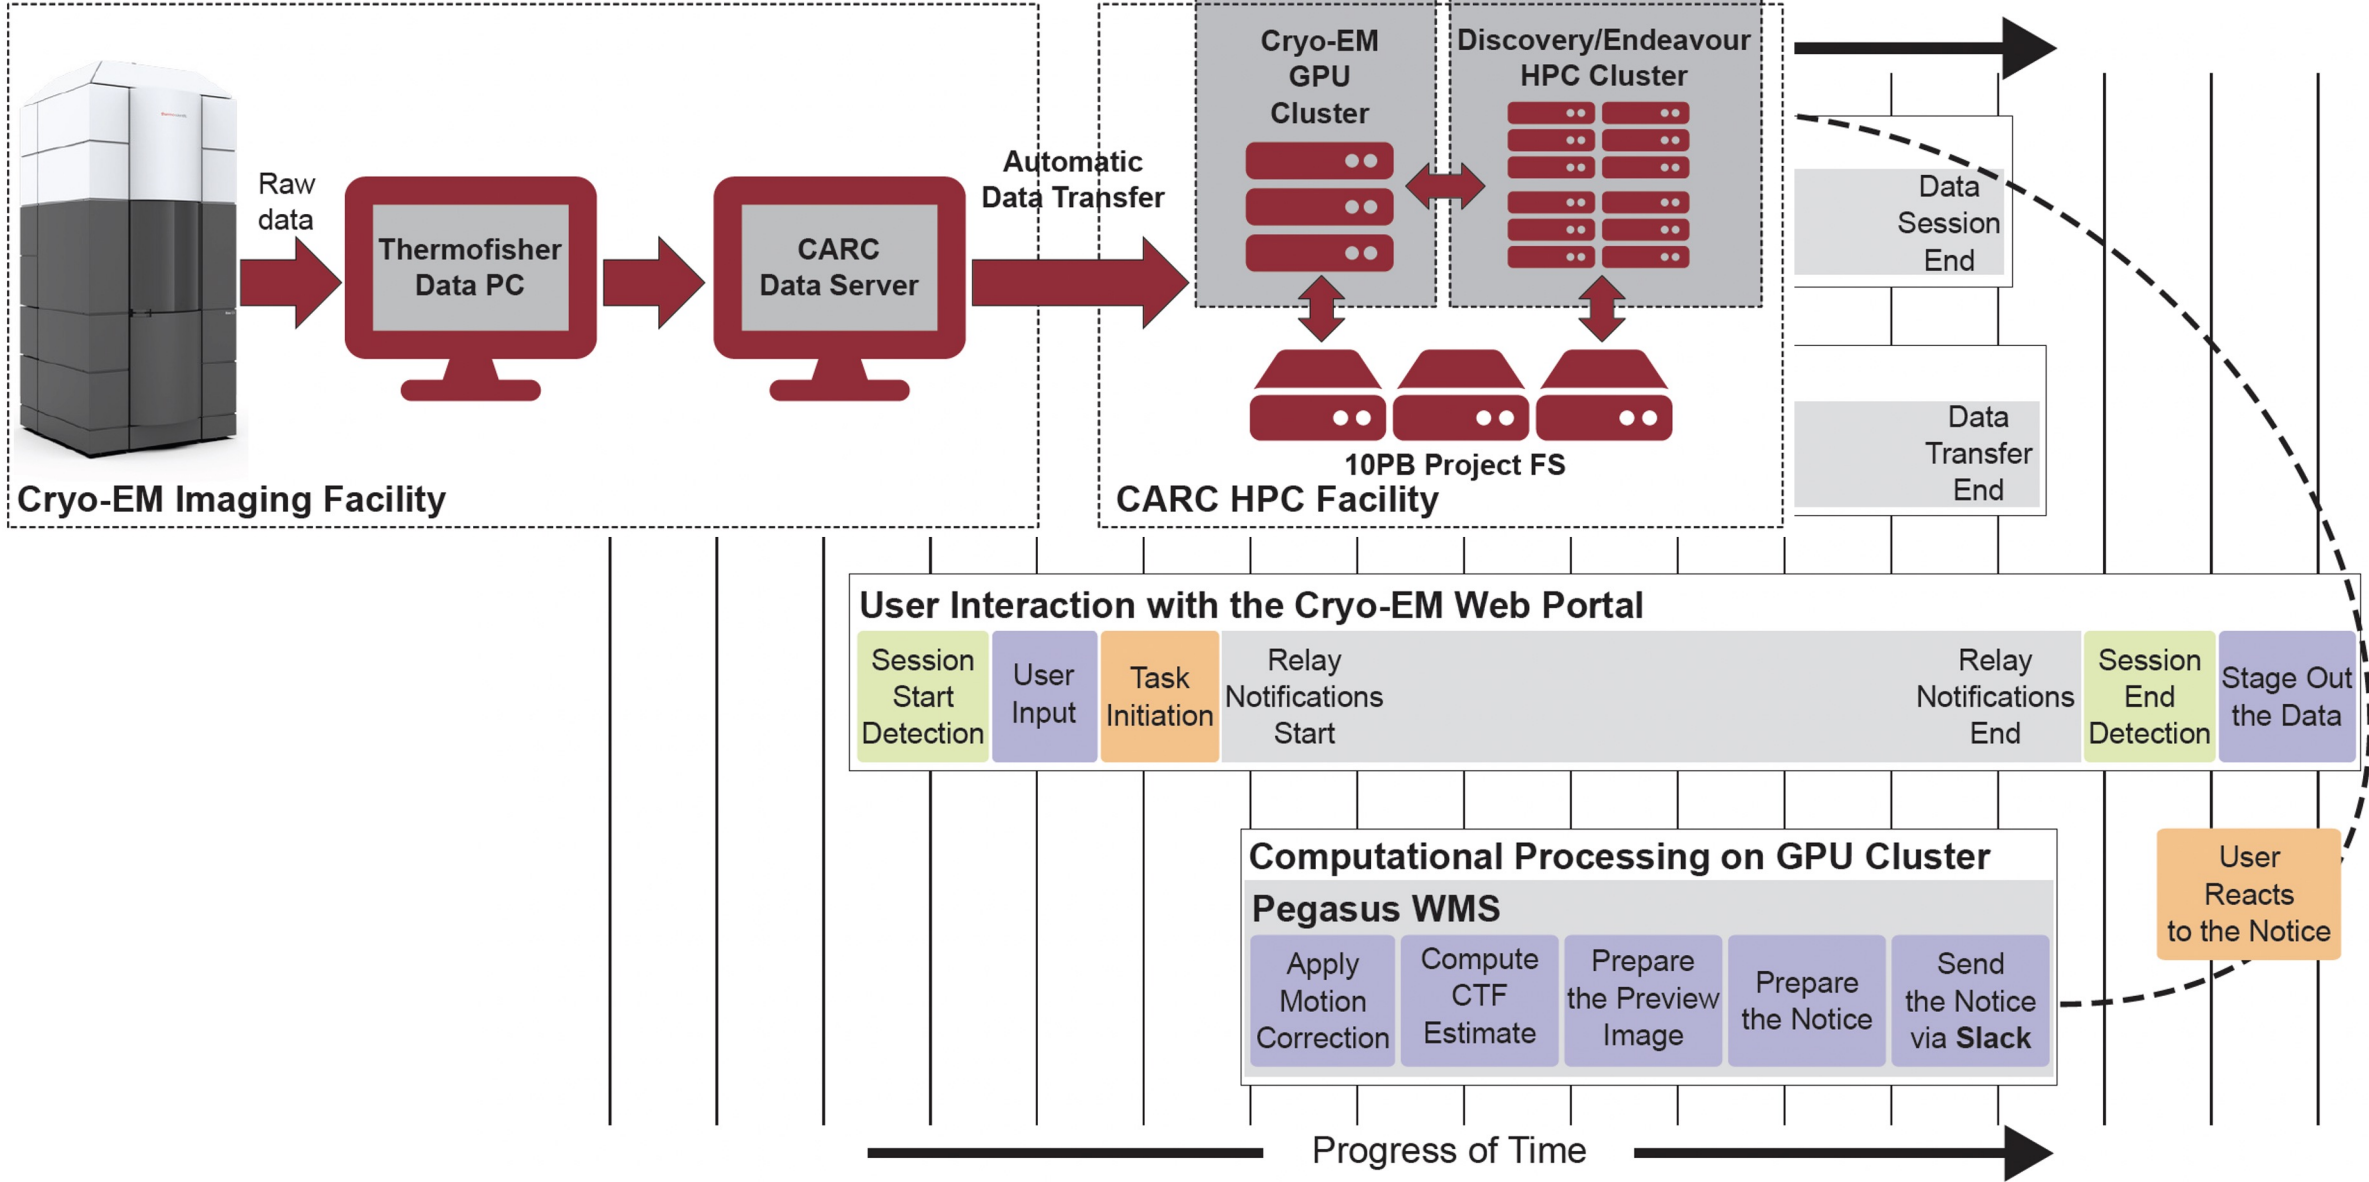 Cryo-EM
GPU
Cluster
Discovery/Endeavour
HPC Cluster
Raw
data
Thermofisher
Data PC
CARC
Data Server
Automatic
Data Transfer
Data
Session
End
Data
Transfer
End
10PB Project FS
Cryo-EM Imaging Facility
CARC HPC Facility
User Interaction with the Cryo-EM Web Portal
Session
Start
Detection
User
Input
Task
Initiation
Relay
Notifications
Start
Relay
Notifications
End
Session
End
Detection
Stage Out
the Data
Computational Processing on GPU Cluster
Pegasus WMS
Apply
Motion
Correction
Compute
CTF
Estimate
Prepare
the Preview
Image
Prepare
the Notice
Send
the Notice
via Slack
User
Reacts
to the Notice
Progress of Time